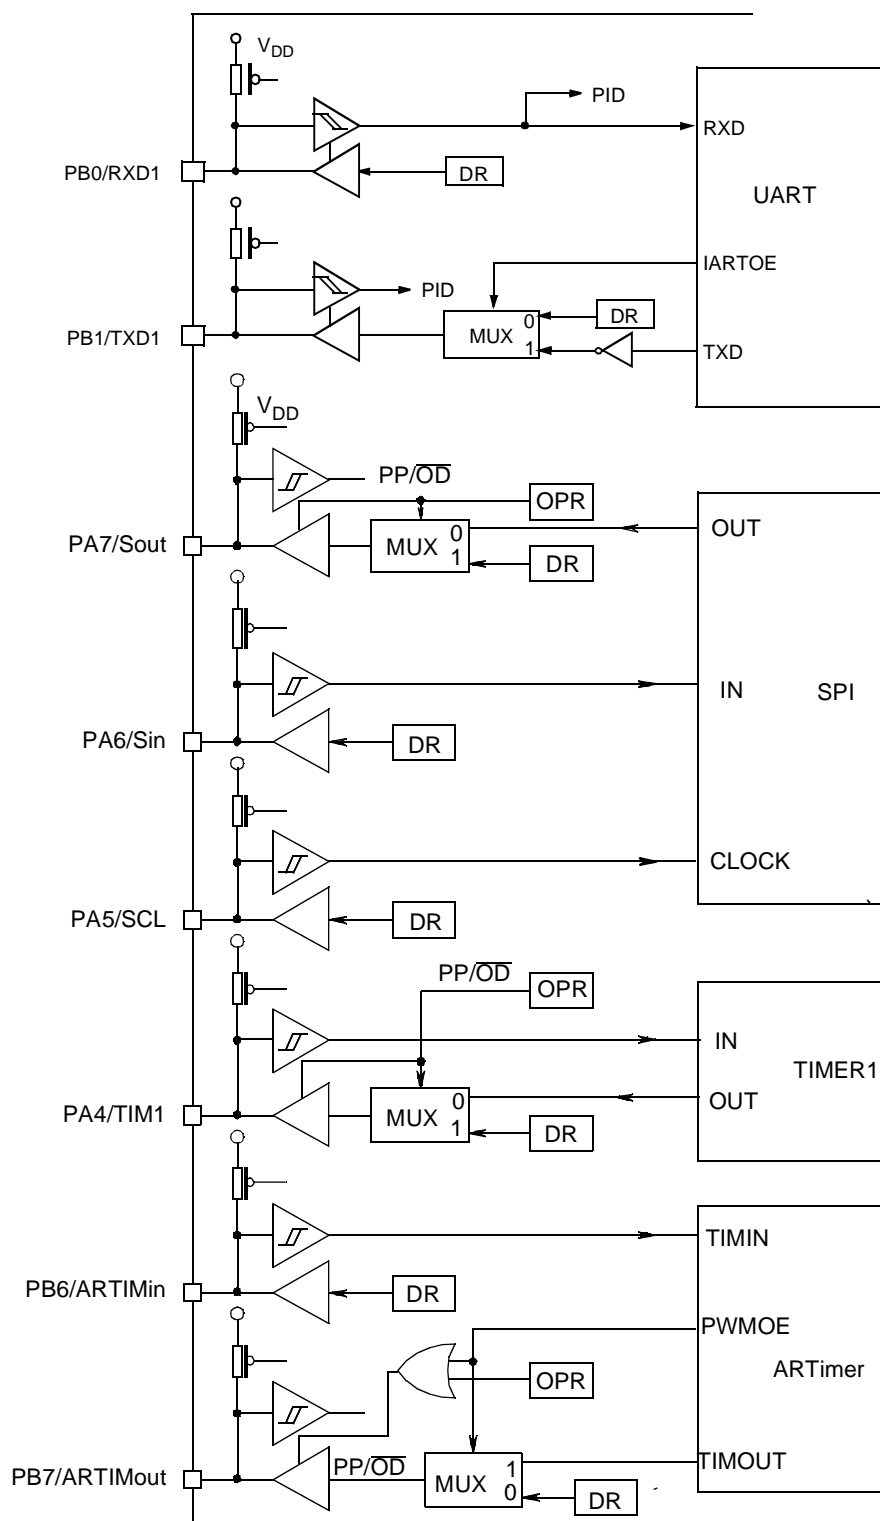 VDD
PID
RXD
PB0/RXD1
DR
UART
IARTOE
PID
DR
PB1/TXD1
MUX
0
1
TXD
VDD
PP/OD
OPR
PA7/Sout
MUX
0
1
OUT
DR
IN
SPI
PA6/Sin
DR
CLOCK
PA5/SCL
DR
PP/OD
OPR
IN
TIMER1
PA4/TIM1
MUX
0
1
OUT
DR
TIMIN
PB6/ARTIMin
DR
PWMOE
ARTimer
OPR
PB7/ARTIMout
PP/OD
MUX
1
0
TIMOUT
DR